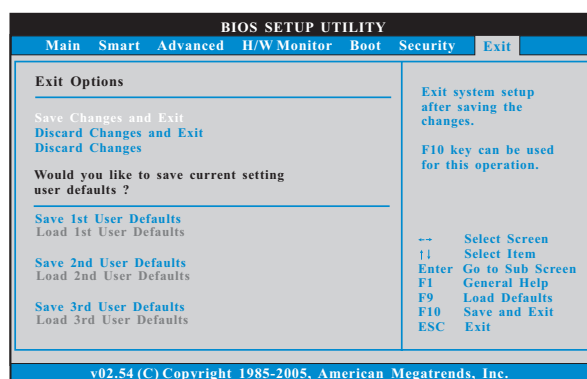 BIOS SETUP UTILITY
Main Smart Advanced H/W Monitor Boot Security Exit
Exit Options
Save Changes and Exit
Discard Changes and Exit
Discard Changes
Would you like to save current setting
user defaults ?
Save 1st User Defaults
Load 1st User Defaults
Save 2nd User Defaults
Load 2nd User Defaults
Save 3rd User Defaults
Load 3rd User Defaults
Exit system setup
after saving the
changes.
F10 key can be used
for this operation.
←→ Select Screen
↑↓ Select Item
Enter Go to Sub Screen
F1 General Help
F9 Load Defaults
F10 Save and Exit
ESC Exit
v02.54 (C) Copyright 1985-2005, American Megatrends, Inc.